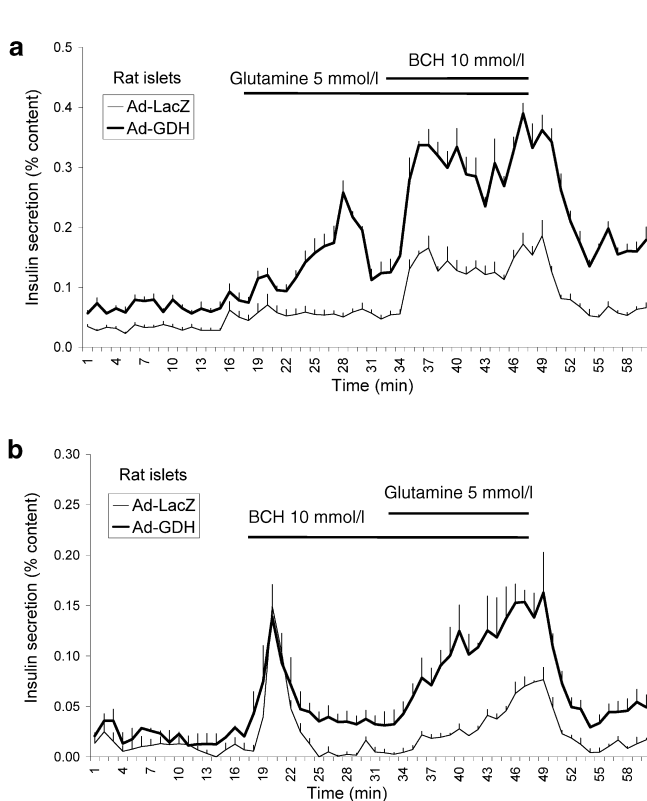 a
0.5
BCH 10 mmol/l
Rat islets
Glutamine 5 mmol/l
0.4
Ad-LacZ
Ad-GDH
0.3
0.2
0.1
0.0
Insulin secretion (% content)
1 4 7 10 13 16 19 22 25 28 31 34 37 40 43 46 49 52 55 58
Time (min)
b
0.30
Rat islets
0.25
Glutamine 5 mmol/l
Ad-LacZ
BCH 10 mmol/l
Ad-GDH
0.20
0.15
0.10
0.05
0.00
Insulin secretion (% content)
1 4 7 10 13 16 19 22 25 28 31 34 37 40 43 46 49 52 55 58
Time (min)